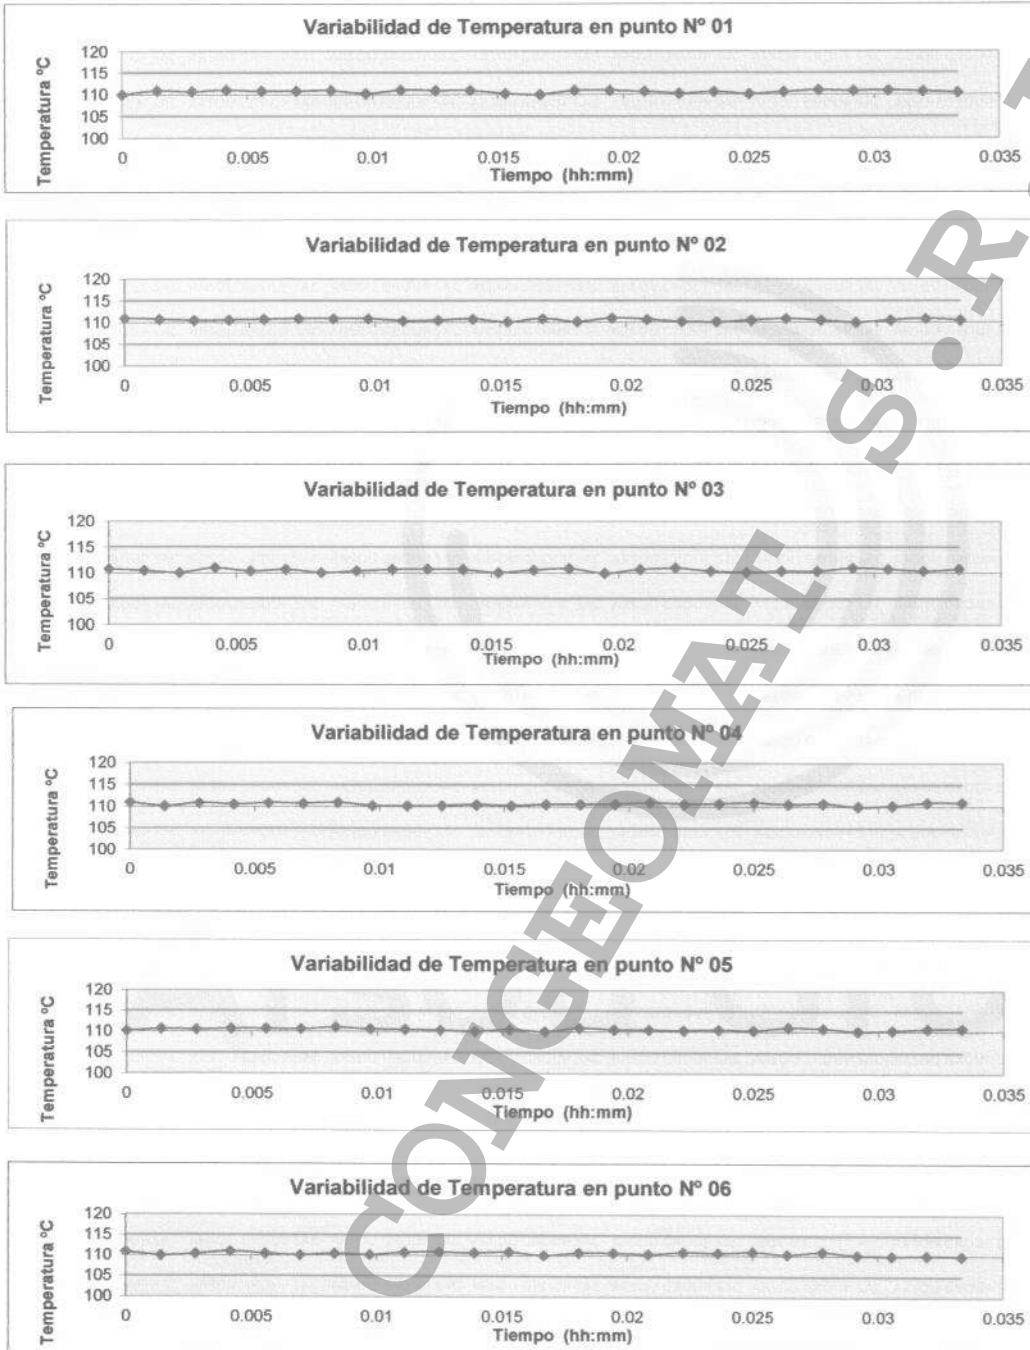 Variabilidad de Temperatura en punto Nº 01
Temperatura ºC
120
115
110
105
100
0 0.005 0.01 0.015 0.02 0.025 0.03 0.035
Tiempo (hh:mm)
Variabilidad de Temperatura en punto Nº 02
Temperatura ºC
120
115
110
105
100
0 0.005 0.01 0.015 0.02 0.025 0.03 0.035
Tiempo (hh:mm)
Variabilidad de Temperatura en punto Nº 03
Temperatura ºC
120
115
110
105
100
0 0.005 0.01 0.015 0.02 0.025 0.03 0.035
Tiempo (hh:mm)
Variabilidad de Temperatura en punto Nº 04
Temperatura ºC
120
115
110
105
100
0 0.005 0.01 0.015 0.02 0.025 0.03 0.035
Tiempo (hh:mm)
Variabilidad de Temperatura en punto Nº 05
Temperatura ºC
120
115
110
105
100
0 0.005 0.01 0.015 0.02 0.025 0.03 0.035
Tiempo (hh:mm)
Variabilidad de Temperatura en punto Nº 06
Temperatura ºC
120
115
110
105
100
0 0.005 0.01 0.015 0.02 0.025 0.03 0.035
Tiempo (hh:mm)
CONGEOMAT S.R